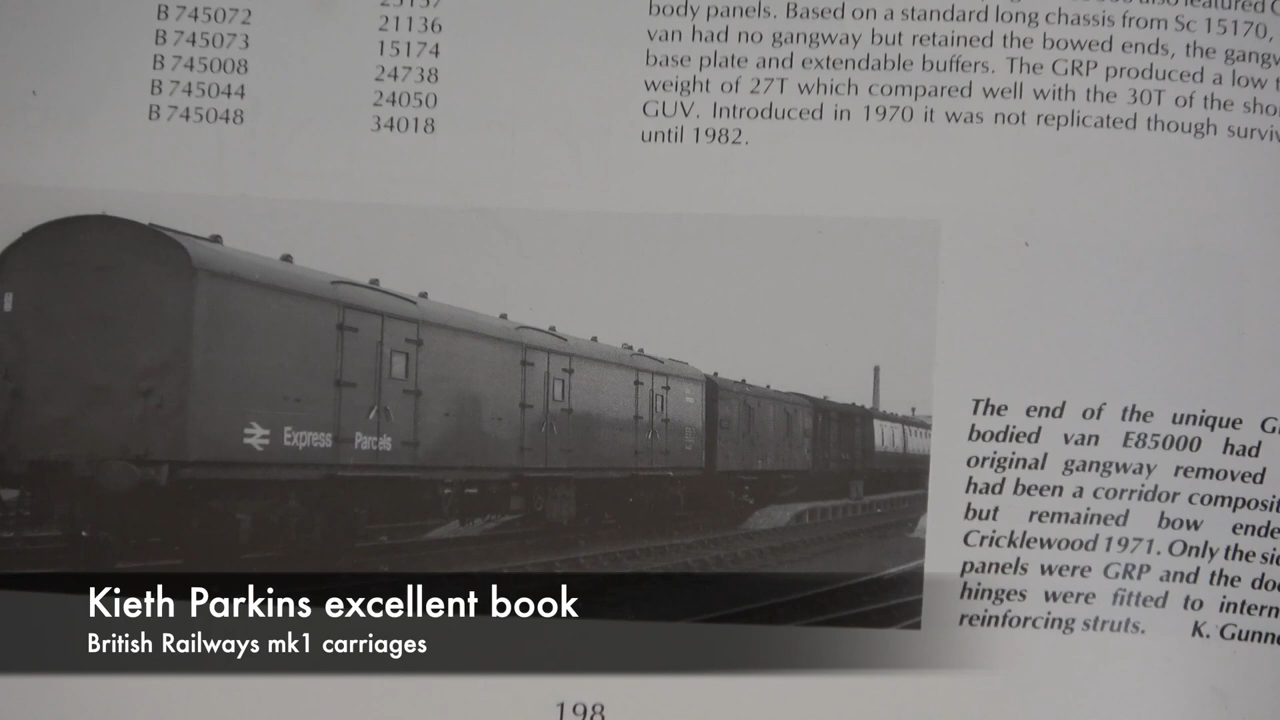 B 745072 21136
B 745073 15174
B 745008 24738
B 745044 24050
B 745048 34018
also featured
body panels. Based on a standard long chassis from Sc 15170,
van had no gangway but retained the bowed ends, the
base plate and extendable buffers. The GRP produced a low
weight of 27T which compared well with the 30T of the
GUV. Introduced in 1970 it was not replicated though
until 1982.
Express Parcels
The end of the unique
bodied van E85000 had
original gangway removed
had been a corridor
but remained bow
Cricklewood 1971. Only the
panels were GRP and the
hinges were fitted to
reinforcing struts. K.
Kieth Parkins excellent book
British Railways mk1 carriages
198